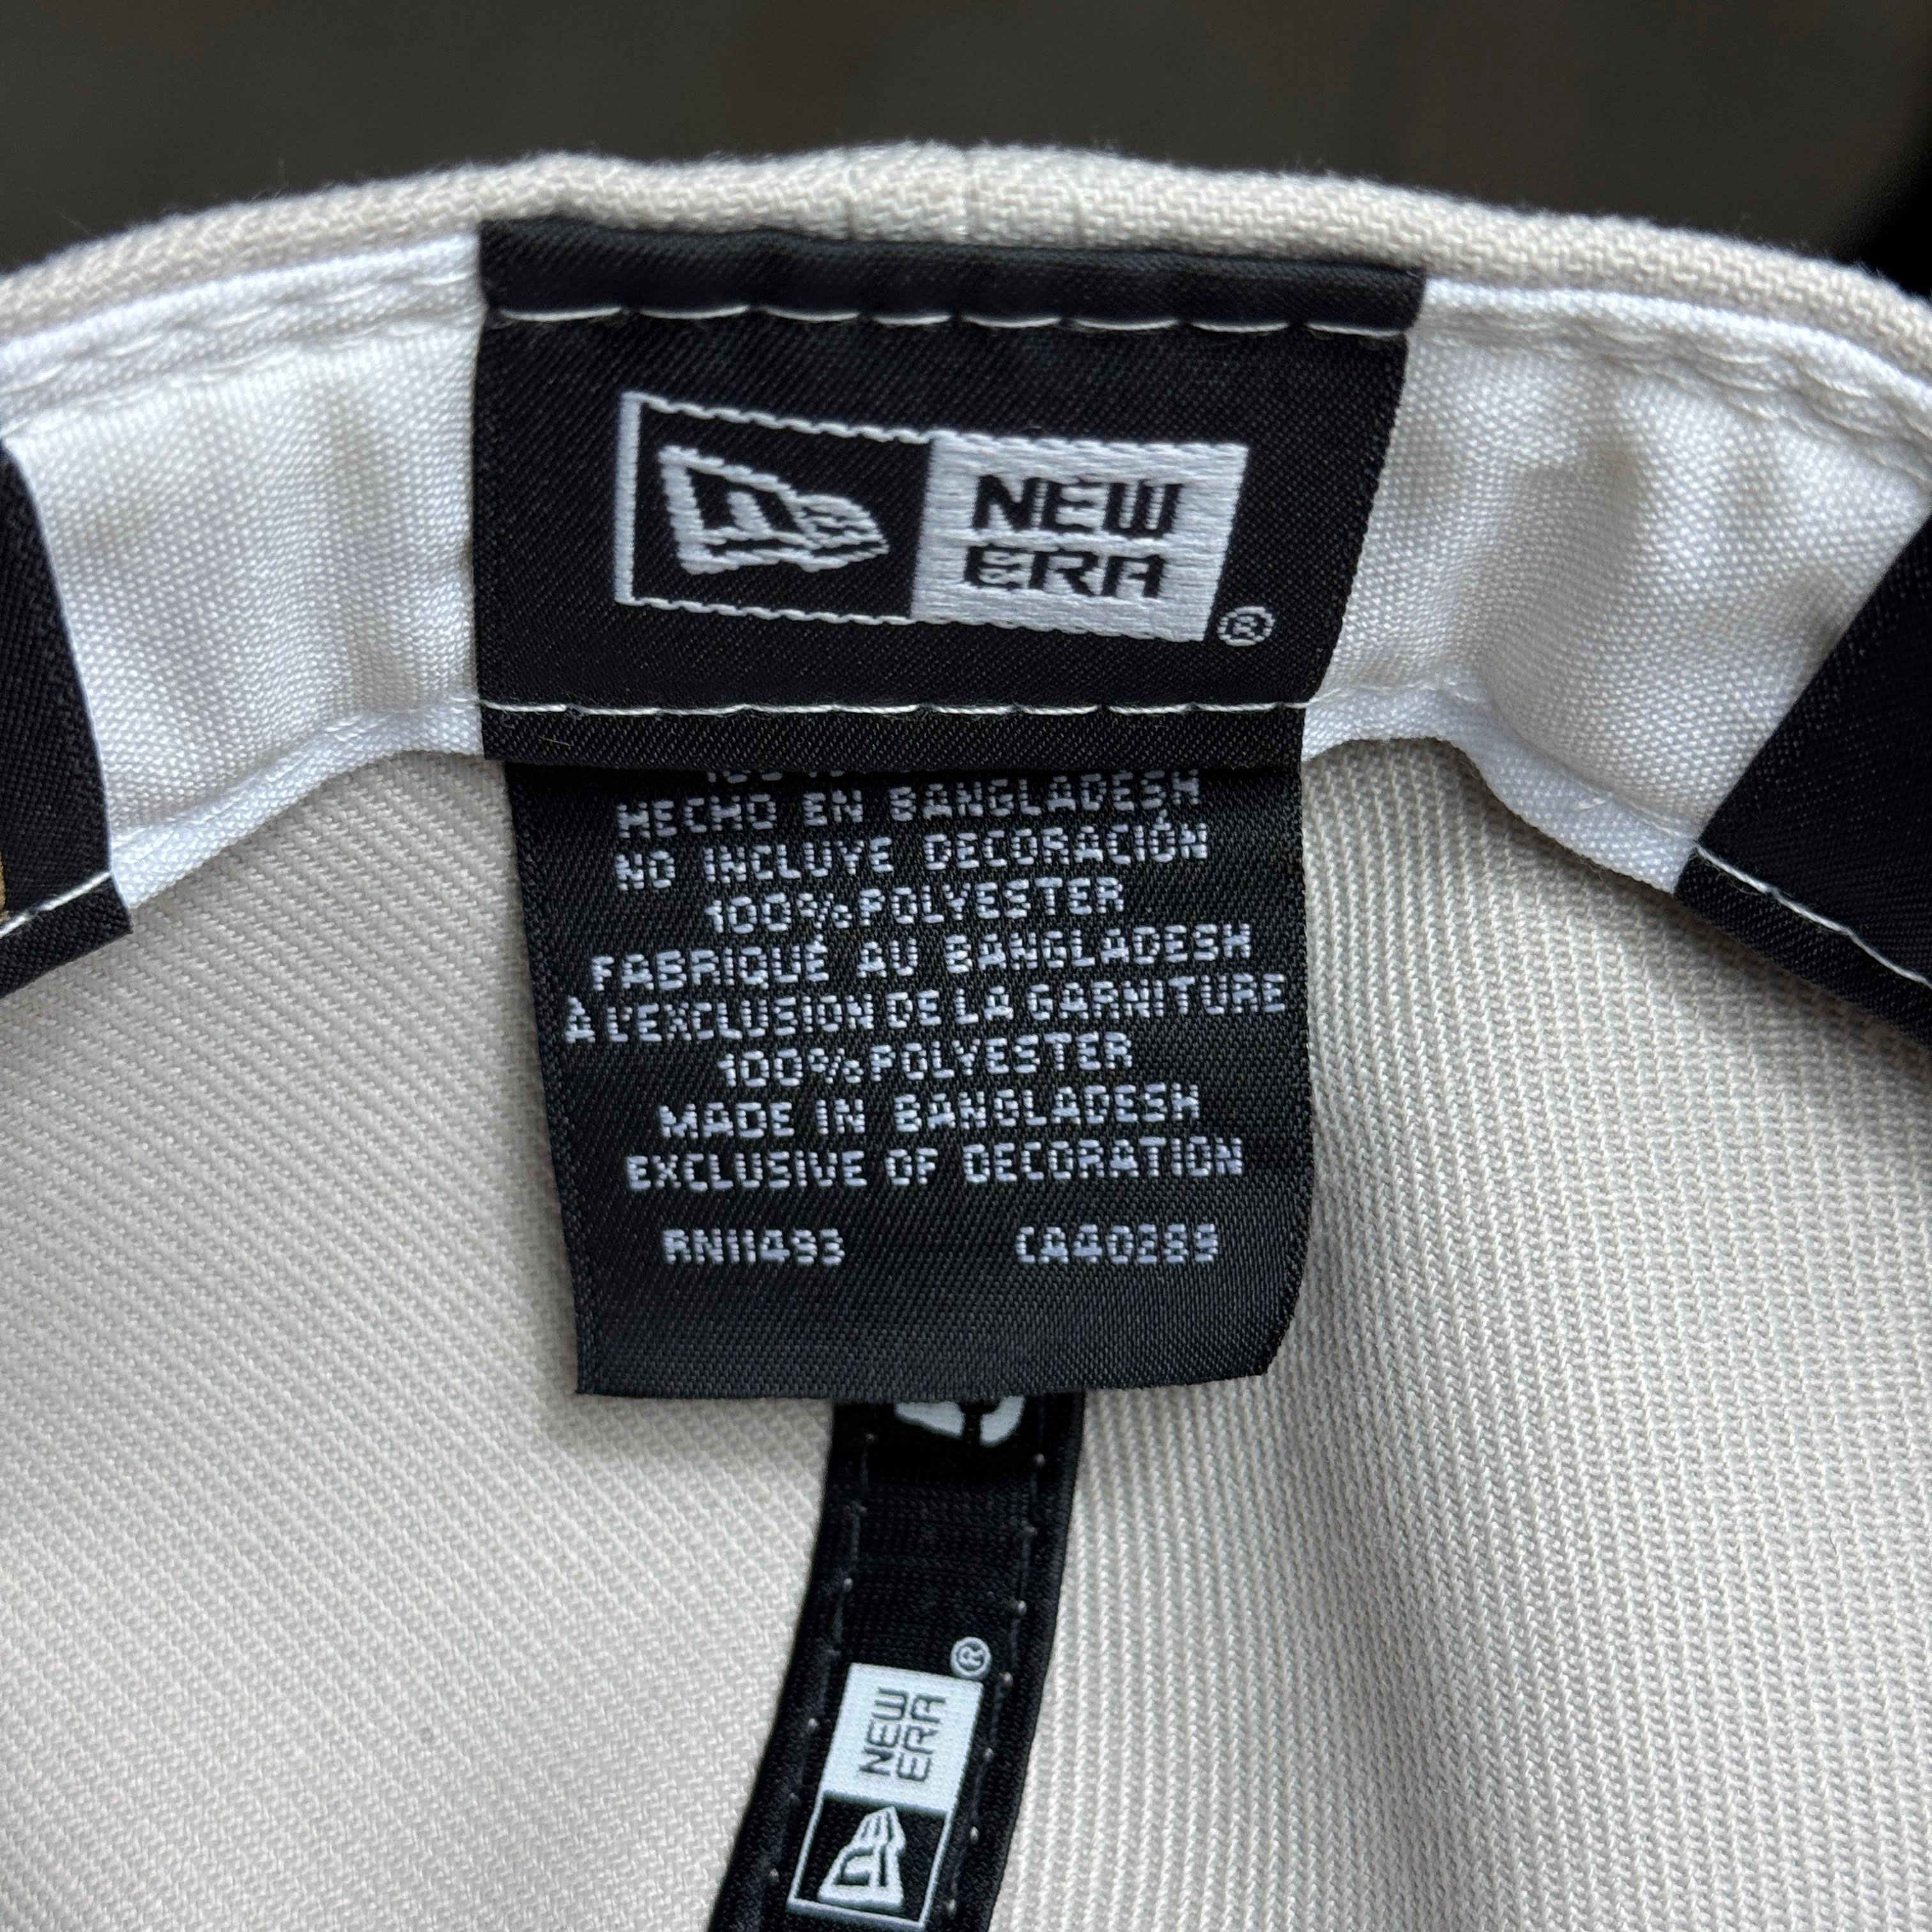 NEW
ERA
®
HECHO EN BANGLADESH
NO INCLUYE DECORACIÓN
100%POLYESTER
FABRIQUÉ AU BANGLADESH
À L'EXCLUSION DE LA GARNITURE
100%POLYESTER
MADE IN BANGLADESH
EXCLUSIVE OF DECORATION
RN11493 CA40299
NEW
ERA
®